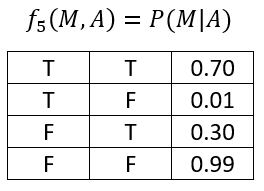 f₅(M, A) = P(M|A)
T T 0.70
T F 0.01
F T 0.30
F F 0.99